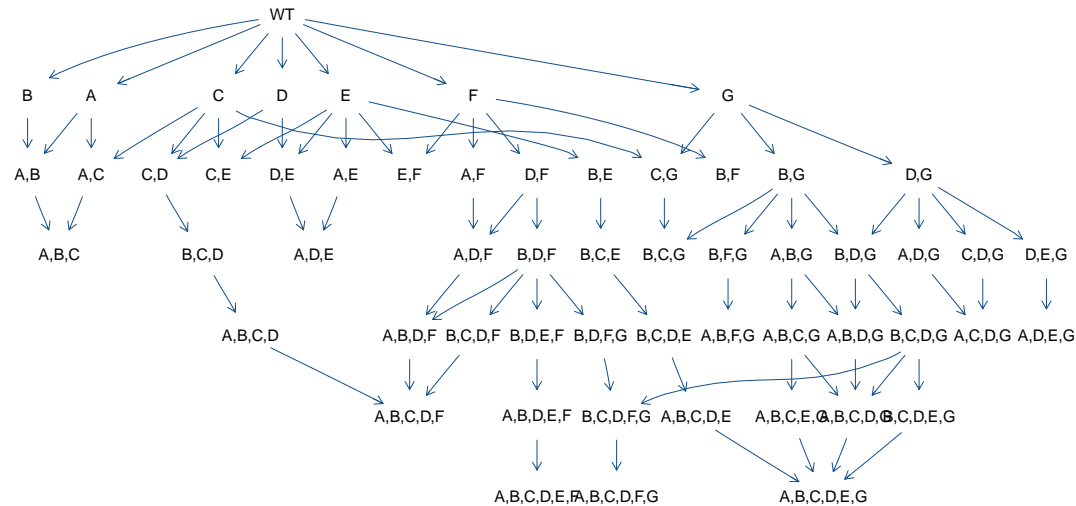 WT
B A C D E F G
A,B A,C C,D C,E D,E A,E E,F A,F D,F B,E C,G B,F B,G D,G
A,B,C B,C,D A,D,E A,D,F B,D,F B,C,E B,C,G B,F,G A,B,G B,D,G A,D,G C,D,G D,E,G
A,B,C,D A,B,D,F B,C,D,F B,D,E,F B,D,F,G B,C,D,E A,B,F,G A,B,C,G A,B,D,G B,C,D,G A,C,D,G A,D,E,G
A,B,C,D,F A,B,D,E,F B,C,D,F,G A,B,C,D,E A,B,C,E,G A,B,C,D,G B,C,D,E,G
A,B,C,D,E,F A,B,C,D,F,G A,B,C,D,E,G